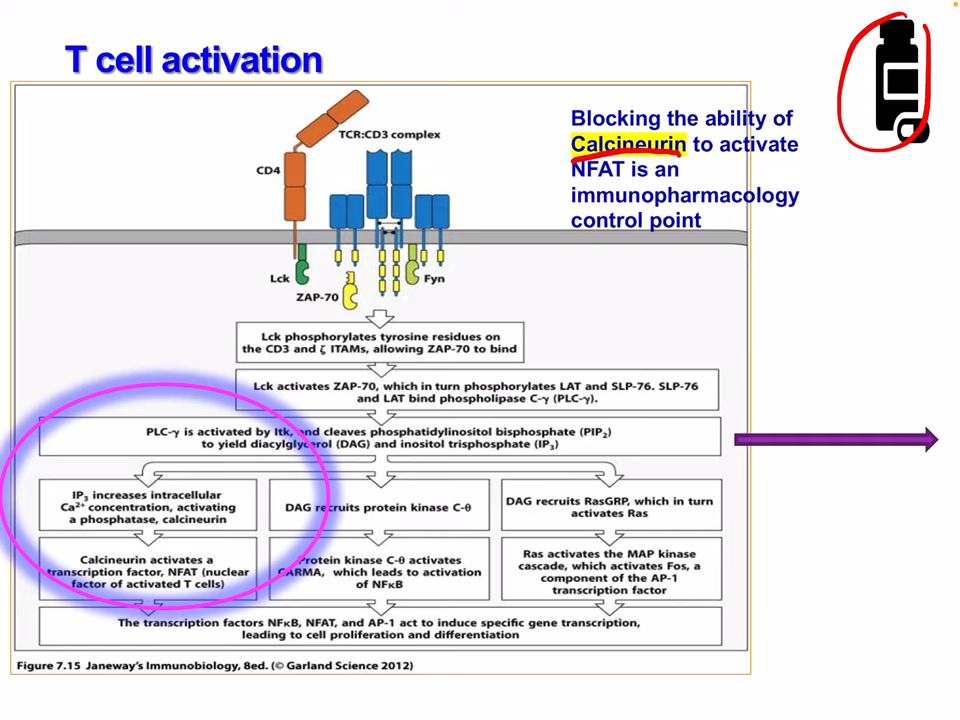 T cell activation
Blocking the ability of
Calcineurin to activate
NFAT is an
immunopharmacology
control point
TCR:CD3 complex
CD4
Lck
ZAP-70
Fyn
Lck phosphorylates tyrosine residues on
the CD3 and ζ ITAMs, allowing ZAP-70 to bind
Lck activates ZAP-70, which in turn phosphorylates LAT and SLP-76. SLP-76
and LAT bind phospholipase C-γ (PLC-γ).
PLC-γ is activated by Itk, and cleaves phosphatidylinositol bisphosphate (PIP2)
to yield diacylglycerol (DAG) and inositol trisphosphate (IP3)
IP3 increases intracellular
Ca2+ concentration, activating
a phosphatase, calcineurin
DAG recruits protein kinase C-θ
DAG recruits RasGRP, which in turn
activates Ras
Calcineurin activates a
transcription factor, NFAT (nuclear
factor of activated T cells)
Protein kinase C-θ activates
CARMA, which leads to activation
of NFκB
Ras activates the MAP kinase
cascade, which activates Fos, a
component of the AP-1
transcription factor
The transcription factors NFκB, NFAT, and AP-1 act to induce specific gene transcription,
leading to cell proliferation and differentiation
Figure 7.15 Janeway's Immunobiology, 8ed. (© Garland Science 2012)